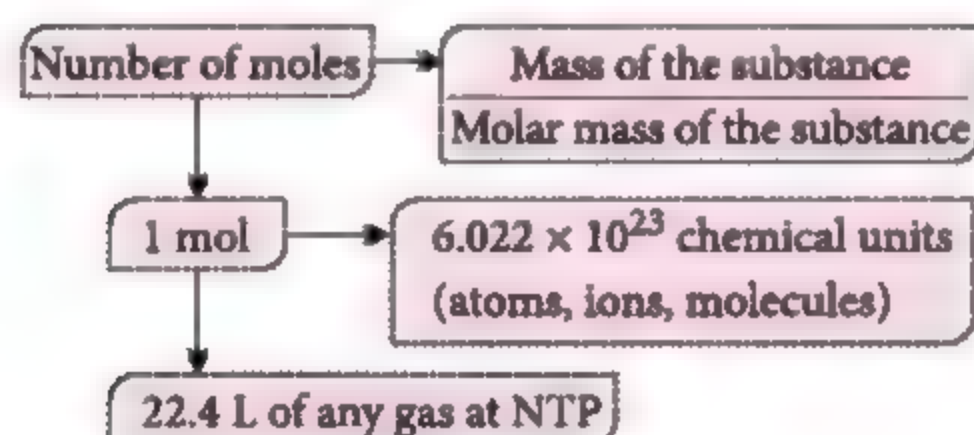 Number of moles
Mass of the substance
Molar mass of the substance
1 mol
6.022 × 10²³ chemical units
(atoms, ions, molecules)
22.4 L of any gas at NTP